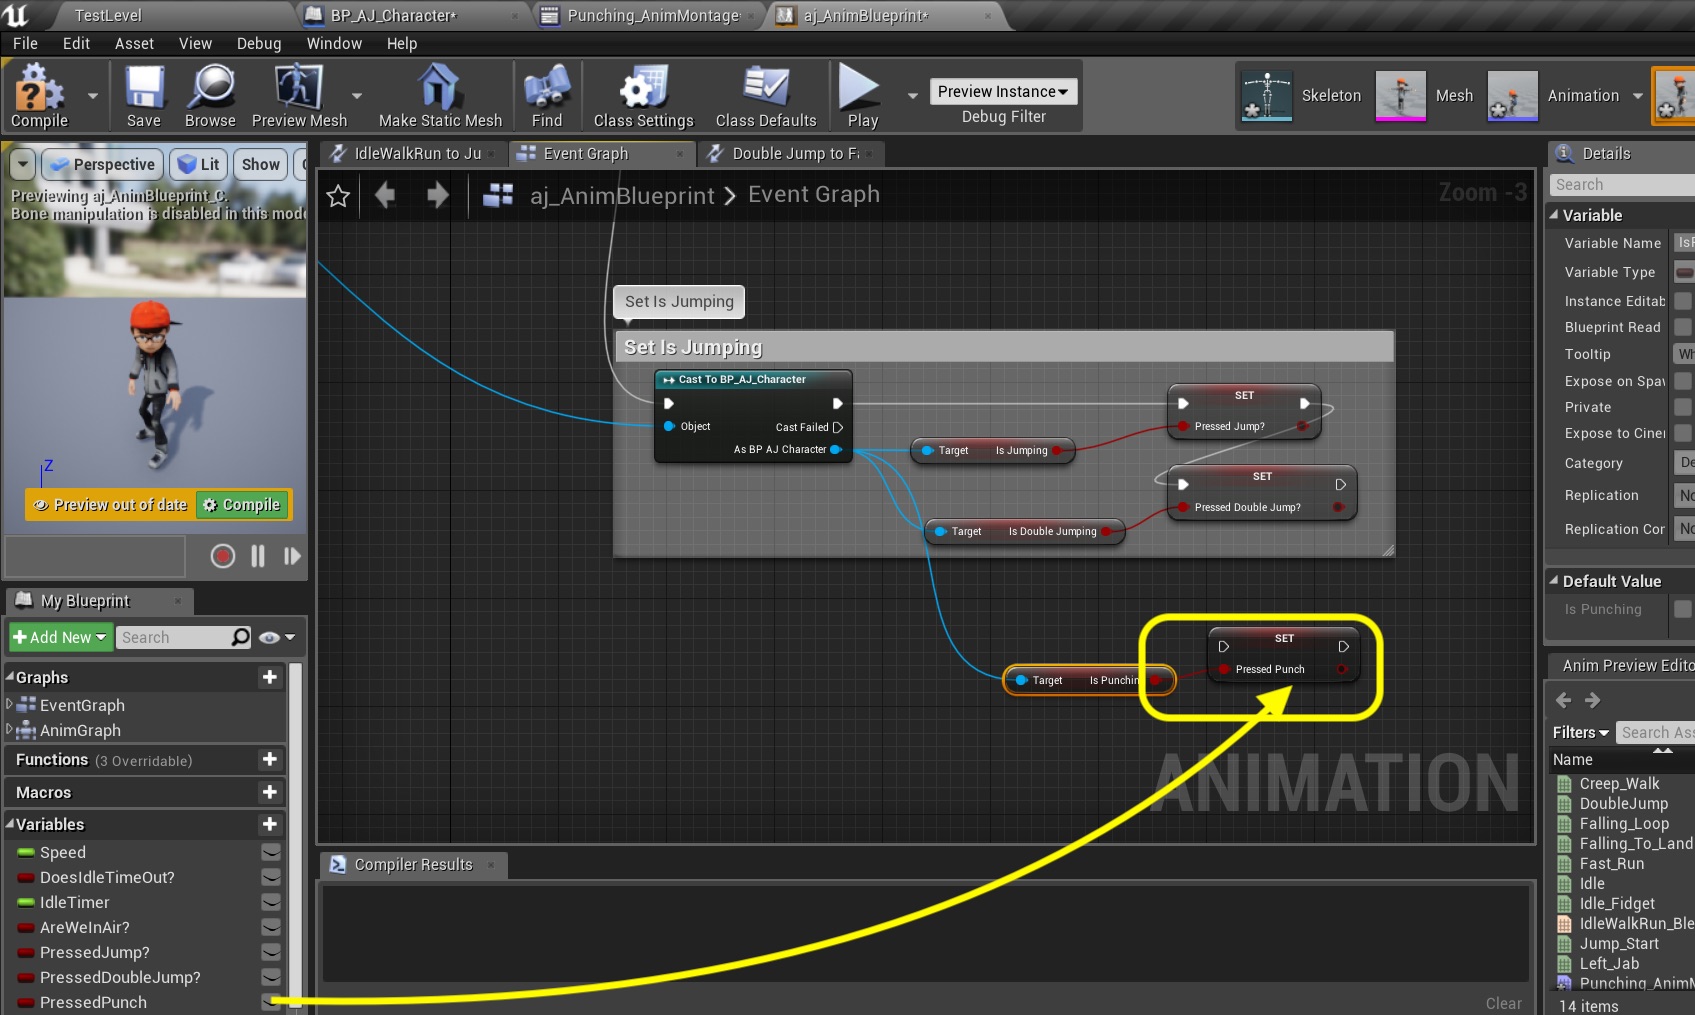 TestLevel
BP_AJ_Character*
Punching_AnimMontage
aj_AnimBlueprint*
File Edit Asset View Debug Window Help
Compile
Save
Browse
Preview Mesh
Make Static Mesh
Find
Class Settings
Class Defaults
Play
Preview Instance
Debug Filter
Skeleton
Mesh
Animation
Perspective
Lit
Show
Previewing aj_AnimBlueprint_C.
Bone manipulation is disabled in this mode
Z
Preview out of date
Compile
IdleWalkRun to Ju
Event Graph
Double Jump to Fa
aj_AnimBlueprint > Event Graph
Zoom -3
Set Is Jumping
Set Is Jumping
Cast To BP_AJ_Character
Object
Cast Failed
As BP AJ Character
Target Is Jumping
SET
Pressed Jump?
Target Is Double Jumping
SET
Pressed Double Jump?
Target Is Punchin
SET
Pressed Punch
ANIMATION
My Blueprint
Add New
Search
Graphs
EventGraph
AnimGraph
Functions (3 Overridable)
Macros
Variables
Speed
DoesIdleTimeOut?
IdleTimer
AreWeInAir?
PressedJump?
PressedDoubleJump?
PressedPunch
Compiler Results
Clear
Details
Search
Variable
Variable Name
Variable Type
Instance Editab
Blueprint Read
Tooltip Wh
Expose on Spaw
Private
Expose to Cinem
Category De
Replication No
Replication Con No
Default Value
Is Punching
Anim Preview Edito
Filters
Search Ass
Name
Creep_Walk
DoubleJump
Falling_Loop
Falling_To_Land
Fast_Run
Idle
Idle_Fidget
IdleWalkRun_Ble
Jump_Start
Left_Jab
Punching_AnimM
14 items